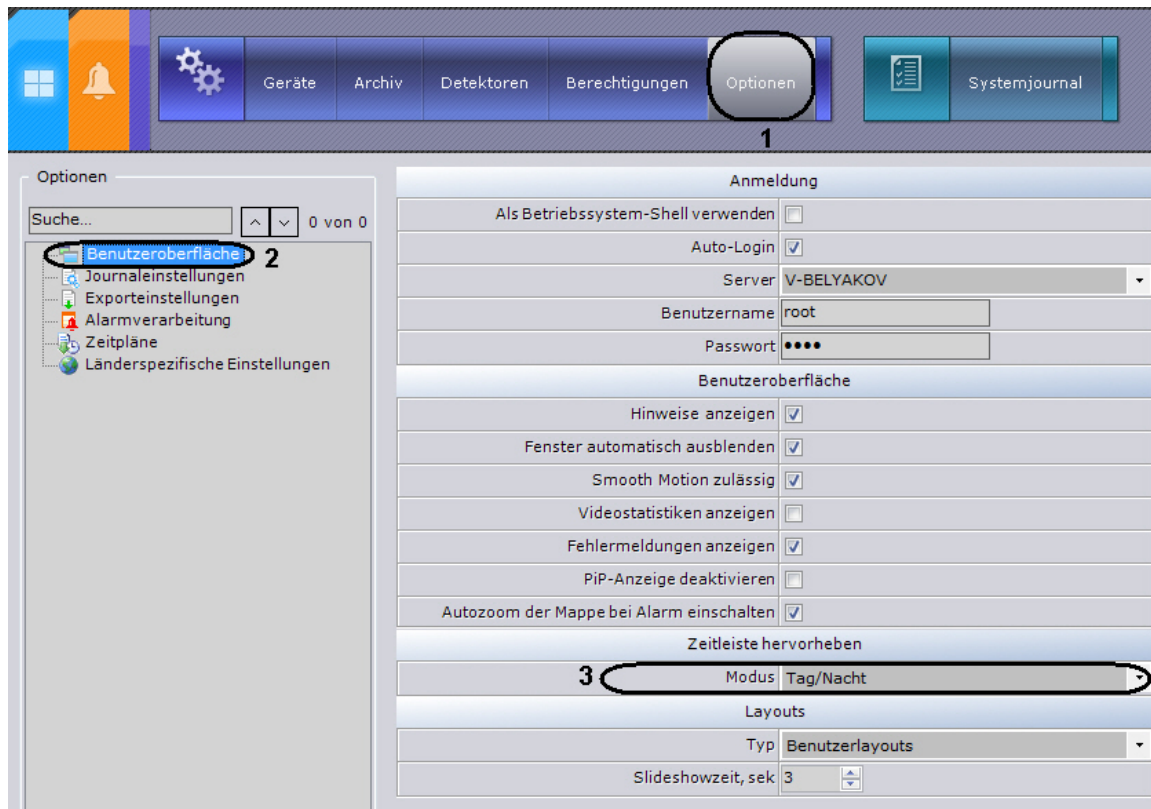 Geräte Archiv Detektoren Berechtigungen Optionen Systemjournal
1
Optionen
Suche... 0 von 0
Benutzeroberfläche 2
Journaleinstellungen
Exporteinstellungen
Alarmverarbeitung
Zeitpläne
Länderspezifische Einstellungen
Anmeldung
Als Betriebssystem-Shell verwenden
Auto-Login
Server V-BELYAKOV
Benutzername root
Passwort ••••
Benutzeroberfläche
Hinweise anzeigen
Fenster automatisch ausblenden
Smooth Motion zulässig
Videostatistiken anzeigen
Fehlermeldungen anzeigen
PiP-Anzeige deaktivieren
Autozoom der Mappe bei Alarm einschalten
Zeitleiste hervorheben
3 Modus Tag/Nacht
Layouts
Typ Benutzerlayouts
Slideshowzeit, sek 3